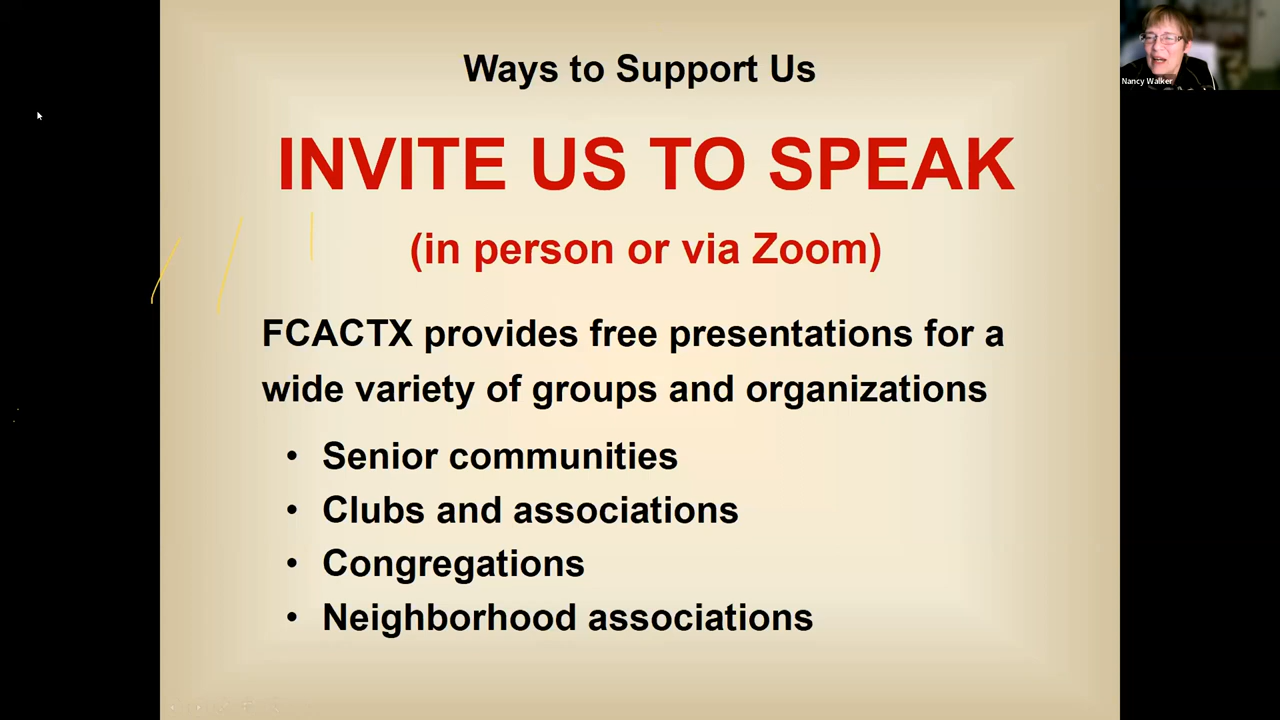 Ways to Support Us
INVITE US TO SPEAK
(in person or via Zoom)
FCACTX provides free presentations for a
wide variety of groups and organizations
• Senior communities
• Clubs and associations
• Congregations
• Neighborhood associations
Nancy Walker